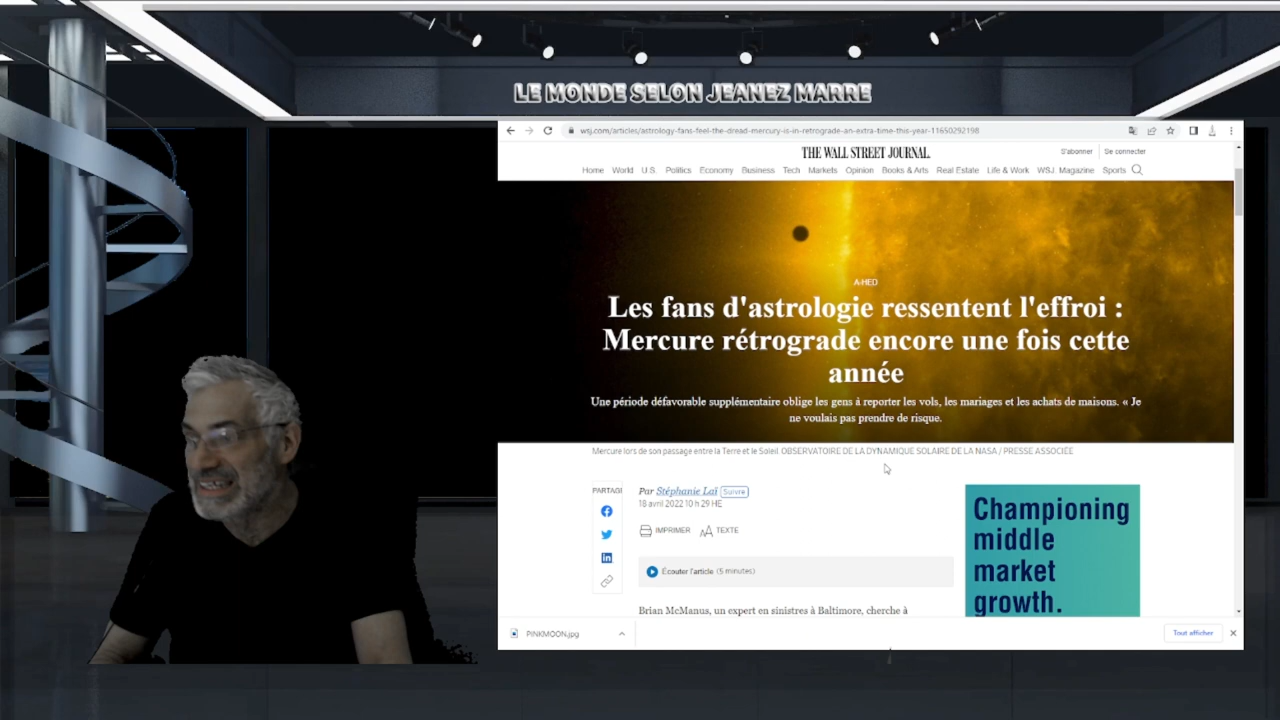 LE MONDE SELON JEANEZ MARRE
wsj.com/articles/astrology-fans-feel-the-dread-mercury-is-in-retrograde-an-extra-time-this-year-11650292198
THE WALL STREET JOURNAL.
S'abonner Se connecter
Home World U.S. Politics Economy Business Tech Markets Opinion Books & Arts Real Estate Life & Work WSJ. Magazine Sports
A-HED
Les fans d'astrologie ressentent l'effroi :
Mercure rétrograde encore une fois cette
année
Une période défavorable supplémentaire oblige les gens à reporter les vols, les mariages et les achats de maisons. « Je
ne voulais pas prendre de risque.
Mercure lors de son passage entre la Terre et le Soleil. OBSERVATOIRE DE LA DYNAMIQUE SOLAIRE DE LA NASA / PRESSE ASSOCIÉE
PARTAGI
Par Stéphanie Laï Suivre
18 avril 2022 10 h 29 HE
IMPRIMER AA TEXTE
Écouter l'article (5 minutes)
Brian McManus, un expert en sinistres à Baltimore, cherche à
Championing
middle
market
growth.
PINKMOON.jpg
Tout afficher